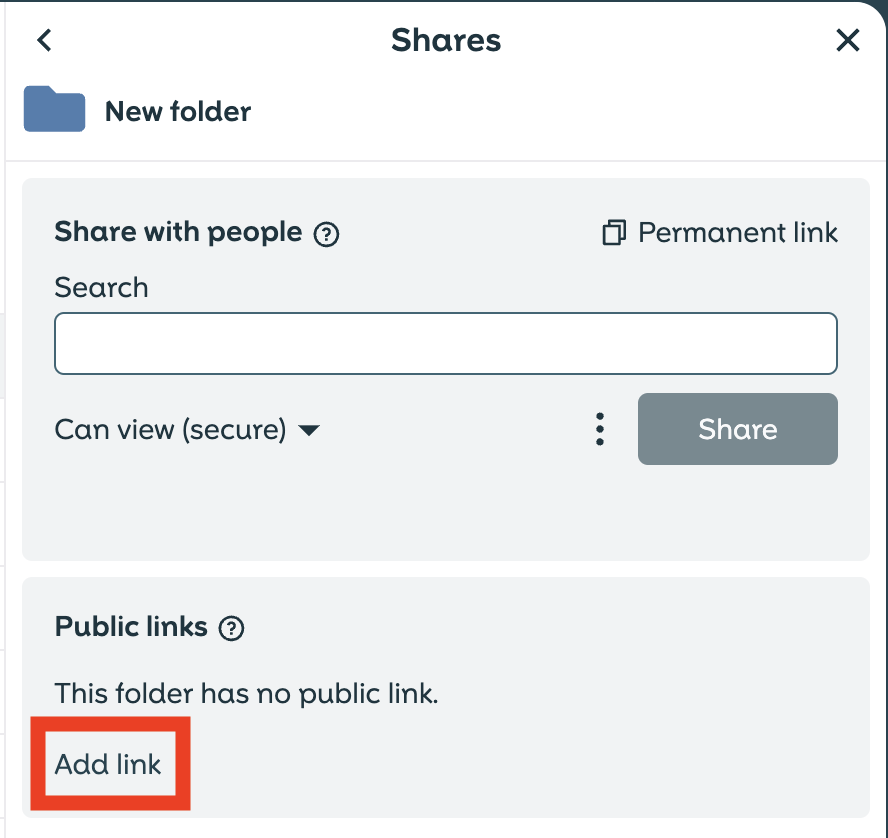 Shares
New folder
Share with people
Permanent link
Search
Can view (secure)
Share
Public links
This folder has no public link.
Add link